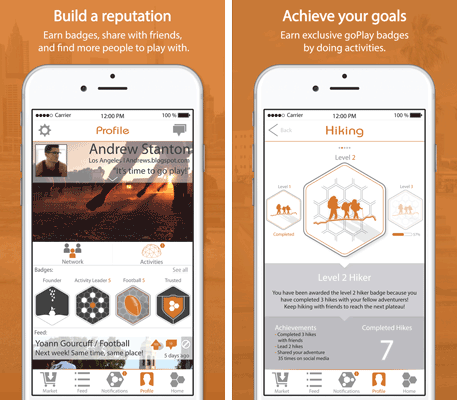 Build a reputation
Earn badges, share with friends,
and find more people to play with.
Carrier
12:00 PM
100 %
Profile
Andrew Stanton
Los Angeles |Andrews.blogspot.com
"It's time to go play!"
Network
Activities
Badges:
See all
Founder
Activity Leader 5
Football 5
Trusted
Feed:
Yoann Gourcuff / Football
Next week! Same time, same place!
5 days ago
Market
Feed
Notifications
Profile
Home
Achieve your goals
Earn exclusive goPlay badges
by doing activities.
Carrier
12:00 PM
100 %
Back
Hiking
Level 2
Level 1
Completed
Level 3
Level 2 Hiker
You have been awarded the level 2 hiker badge because you
have completed 3 hikes with your fellow adventurers!
Keep hiking with friends to reach the next plateau!
Achievements
- Completed 3 hikes
with friends
- Lead 2 hikes
- Shared your adventure
35 times on social media
Completed Hikes
7
Market
Feed
Notifications
Profile
Home